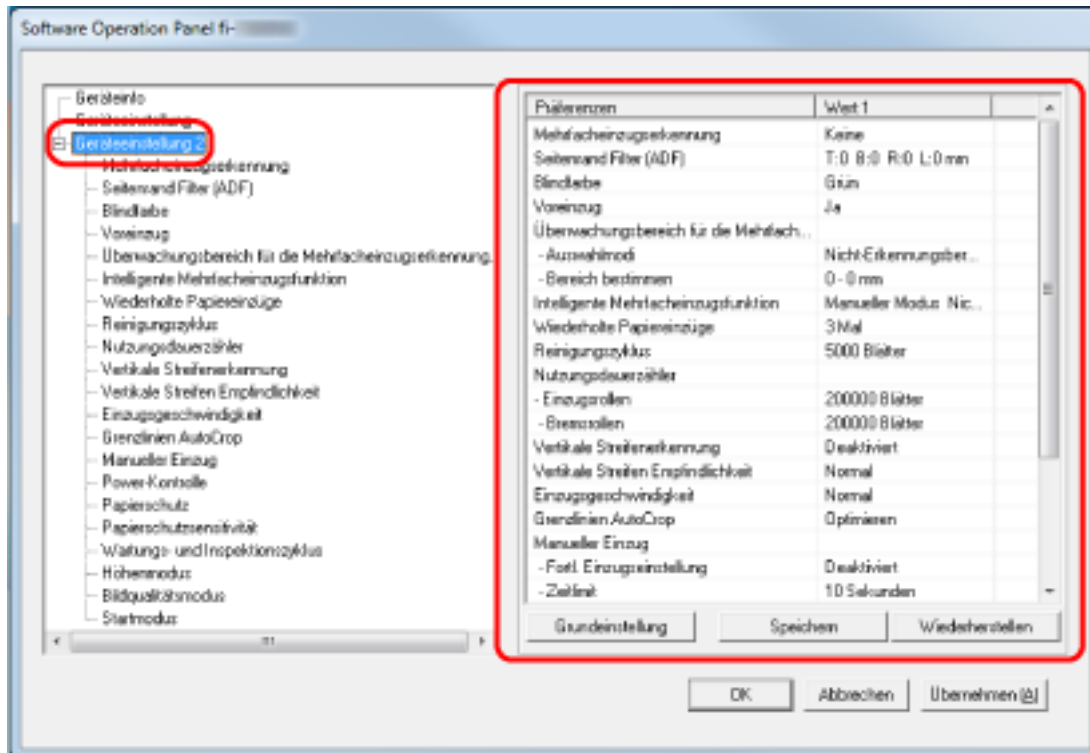 Software Operation Panel fi-
Geräteinfo
Geräteeinstellung
Geräteeinstellung 2
Mehrfacheinzugserkennung
Seitenrand Filter (ADF)
Blindfarbe
Voreinzug
Überwachungsbereich für die Mehrfacheinzugserkennung.
Intelligente Mehrfacheinzugsfunktion
Wiederholte Papiereinzüge
Reinigungszyklus
Nutzungsdauerzähler
Vertikale Streifenerkennung
Vertikale Streifen Empfindlichkeit
Einzugsgeschwindigkeit
Grenzlinien AutoCrop
Manueller Einzug
Power-Kontrolle
Papierschutz
Papierschutzsensitivität
Wartungs- und Inspektionszyklus
Höhenmodus
Bildqualitätsmodus
Startmodus
Präferenzen Wert 1
Mehrfacheinzugserkennung Keine
Seitenrand Filter (ADF) T:0 B:0 R:0 L:0 mm
Blindfarbe Grün
Voreinzug Ja
Überwachungsbereich für die Mehrfach...
- Auswahlmodi Nicht-Erkennungsber...
- Bereich bestimmen 0 - 0 mm
Intelligente Mehrfacheinzugsfunktion Manueller Modus Nic...
Wiederholte Papiereinzüge 3 Mal
Reinigungszyklus 5000 Blätter
Nutzungsdauerzähler
- Einzugsrollen 200000 Blätter
- Bremsrollen 200000 Blätter
Vertikale Streifenerkennung Deaktiviert
Vertikale Streifen Empfindlichkeit Normal
Einzugsgeschwindigkeit Normal
Grenzlinien AutoCrop Optimieren
Manueller Einzug
- Fortl. Einzugseinstellung Deaktiviert
- Zeitlimit 10 Sekunden
Grundeinstellung Speichern Wiederherstellen
OK Abbrechen Übernehmen (A)